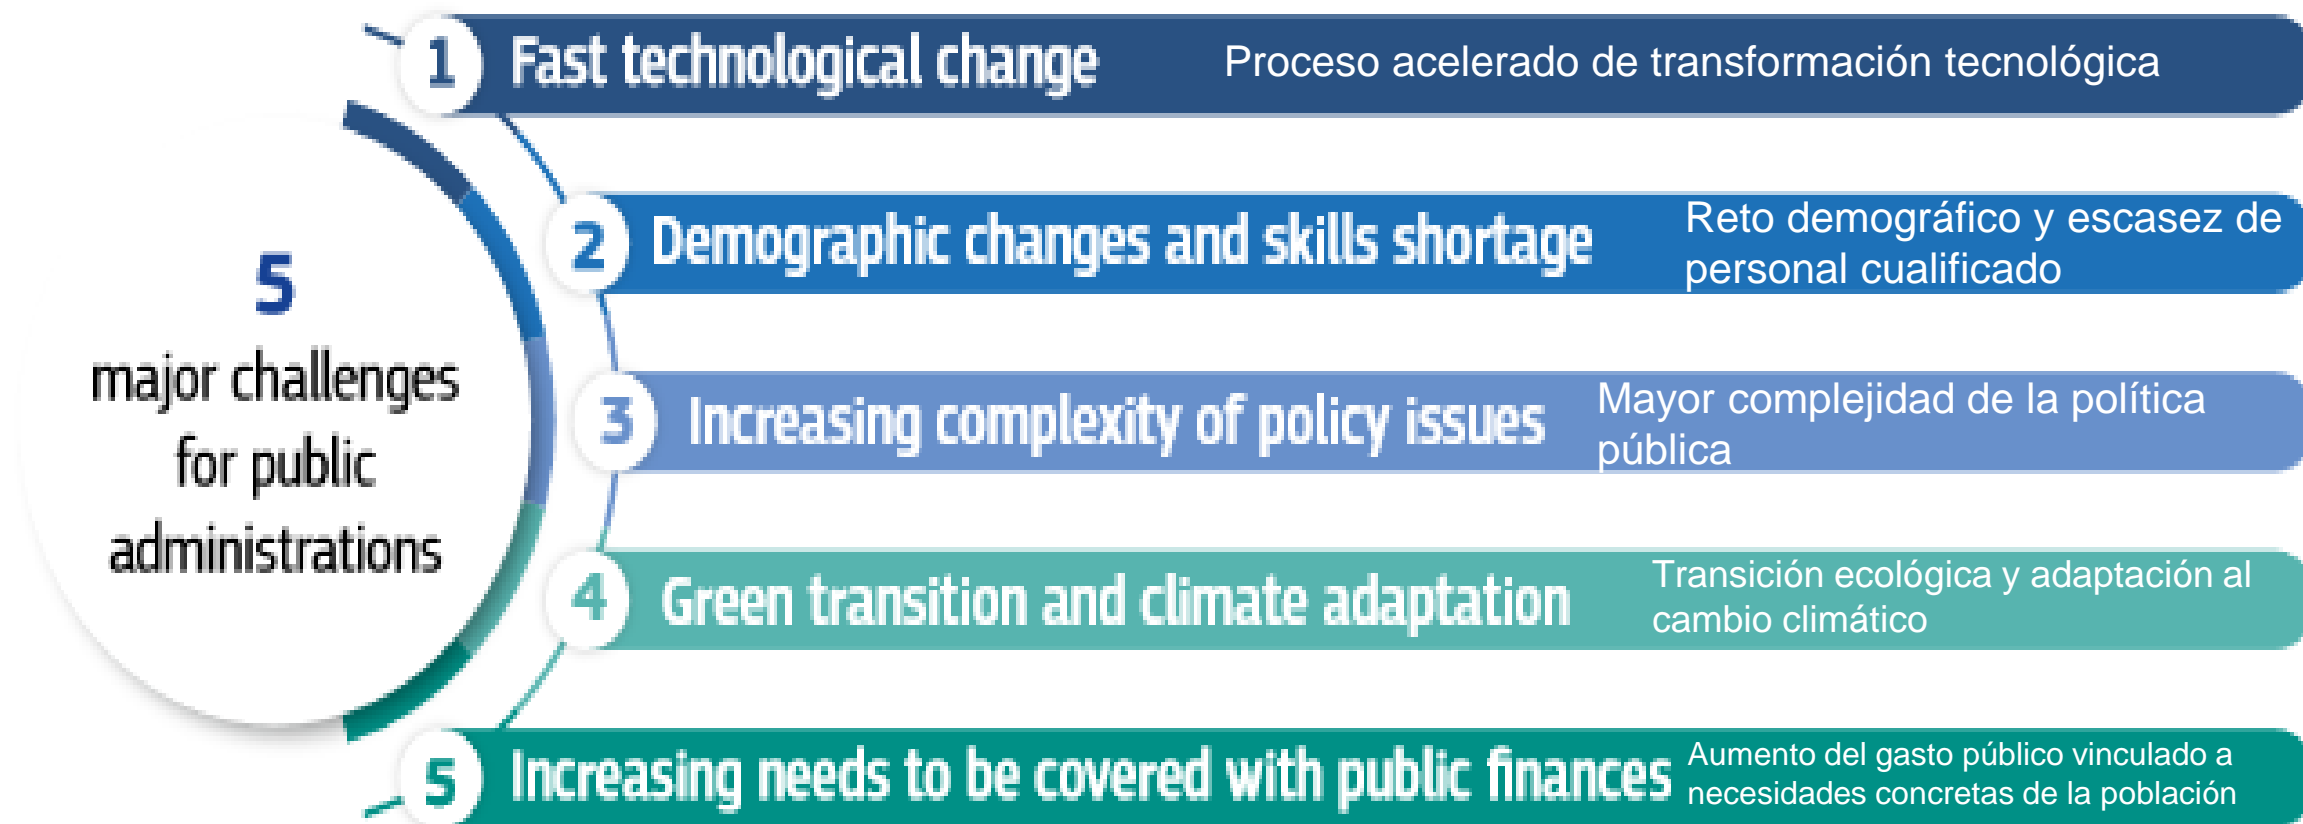 5
major challenges
for public
administrations
1
Fast technological change
Proceso acelerado de transformación tecnológica
2
Demographic changes and skills shortage
Reto demográfico y escasez de
personal cualificado
3
Increasing complexity of policy issues
Mayor complejidad de la política
pública
4
Green transition and climate adaptation
Transición ecológica y adaptación al
cambio climático
5
Increasing needs to be covered with public finances
Aumento del gasto público vinculado a
necesidades concretas de la población